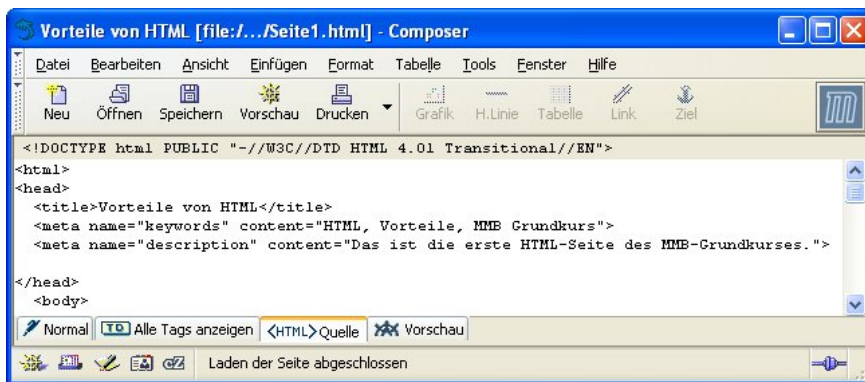 Vorteile von HTML [file:/.../Seite1.html] - Composer
Datei Bearbeiten Ansicht Einfügen Format Tabelle Tools Fenster Hilfe
Neu Öffnen Speichern Vorschau Drucken Grafik H.Linie Tabelle Link Ziel
<!DOCTYPE html PUBLIC "-//W3C//DTD HTML 4.01 Transitional//EN">
<html>
<head>
<title>Vorteile von HTML</title>
<meta name="keywords" content="HTML, Vorteile, MMB Grundkurs">
<meta name="description" content="Das ist die erste HTML-Seite des MMB-Grundkurses.">
</head>
<body>
Normal TD Alle Tags anzeigen <HTML> Quelle Vorschau
Laden der Seite abgeschlossen